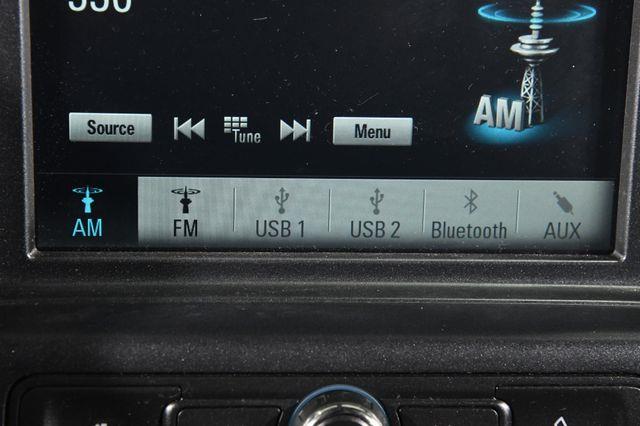 AM
Source
Tune
Menu
AM
FM
USB 1
USB 2
Bluetooth
AUX